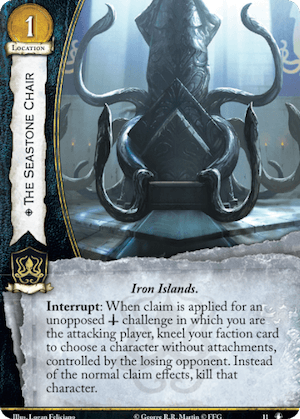 1
LOCATION
THE SEASTONE CHAIR
Iron Islands.
Interrupt: When claim is applied for an
unopposed challenge in which you are
the attacking player, kneel your faction card
to choose a character without attachments,
controlled by the losing opponent. Instead
of the normal claim effects, kill that
character.
Illus. Logan Feliciano
© George R.R. Martin © FFG
11